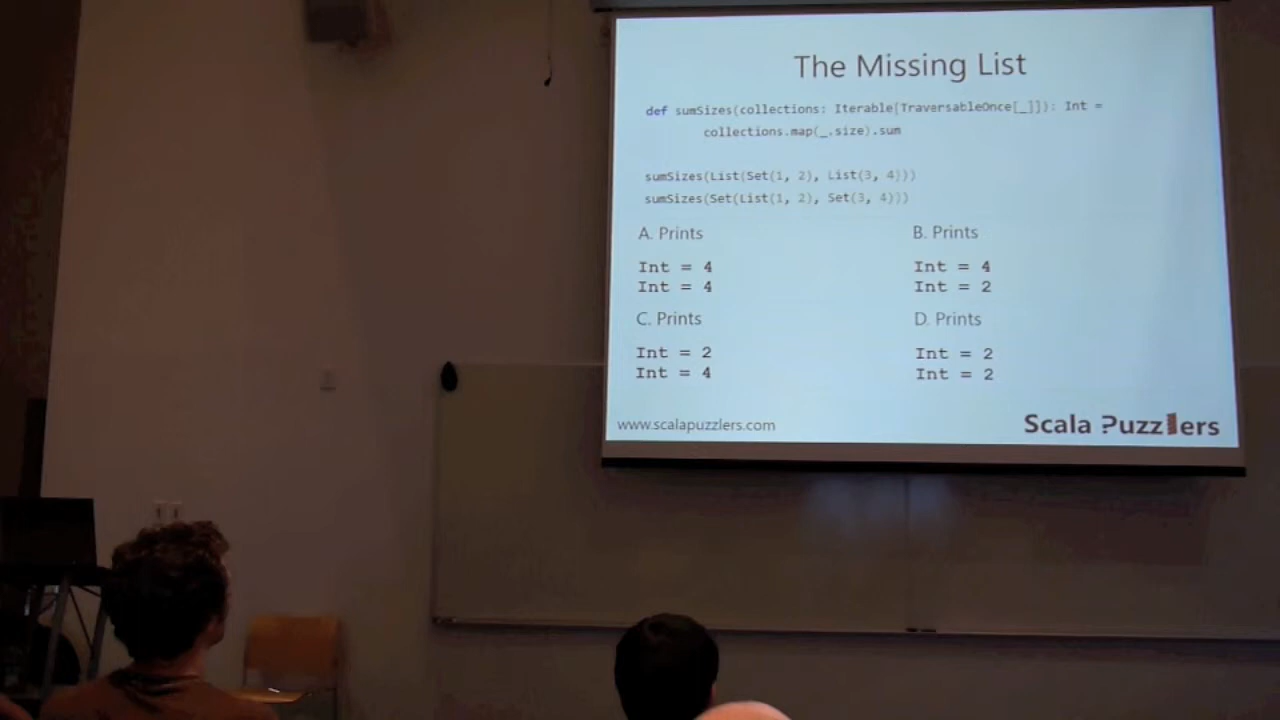 The Missing List
def sumSizes(collections: Iterable[TraversableOnce[_]]): Int =
collections.map(_.size).sum
sumSizes(List(Set(1, 2), List(3, 4)))
sumSizes(Set(List(1, 2), Set(3, 4)))
A. Prints
Int = 4
Int = 4
B. Prints
Int = 4
Int = 2
C. Prints
Int = 2
Int = 4
D. Prints
Int = 2
Int = 2
www.scalapuzzlers.com
Scala Puzzlers